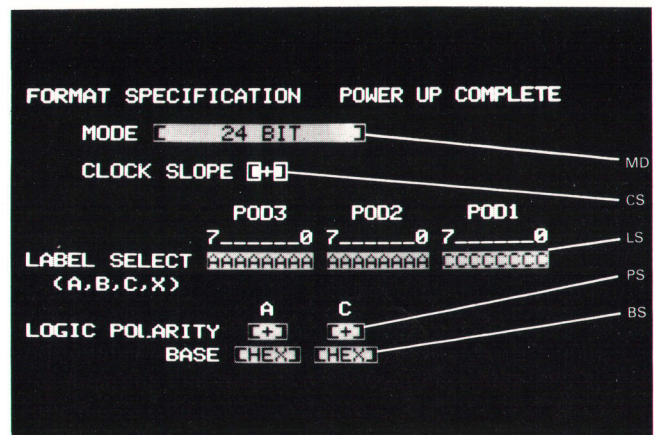 FORMAT SPECIFICATION POWER UP COMPLETE
MODE [ 24 BIT ]
MD
CLOCK SLOPE [+]
CS
POD3 POD2 POD1
7______0 7______0 7______0
LS
LABEL SELECT AAAAAAAA AAAAAAAA CCCCCCCC
(A,B,C,X)
PS
A C
LOGIC POLARITY [+] [+]
BS
BASE [HEX] [HEX]